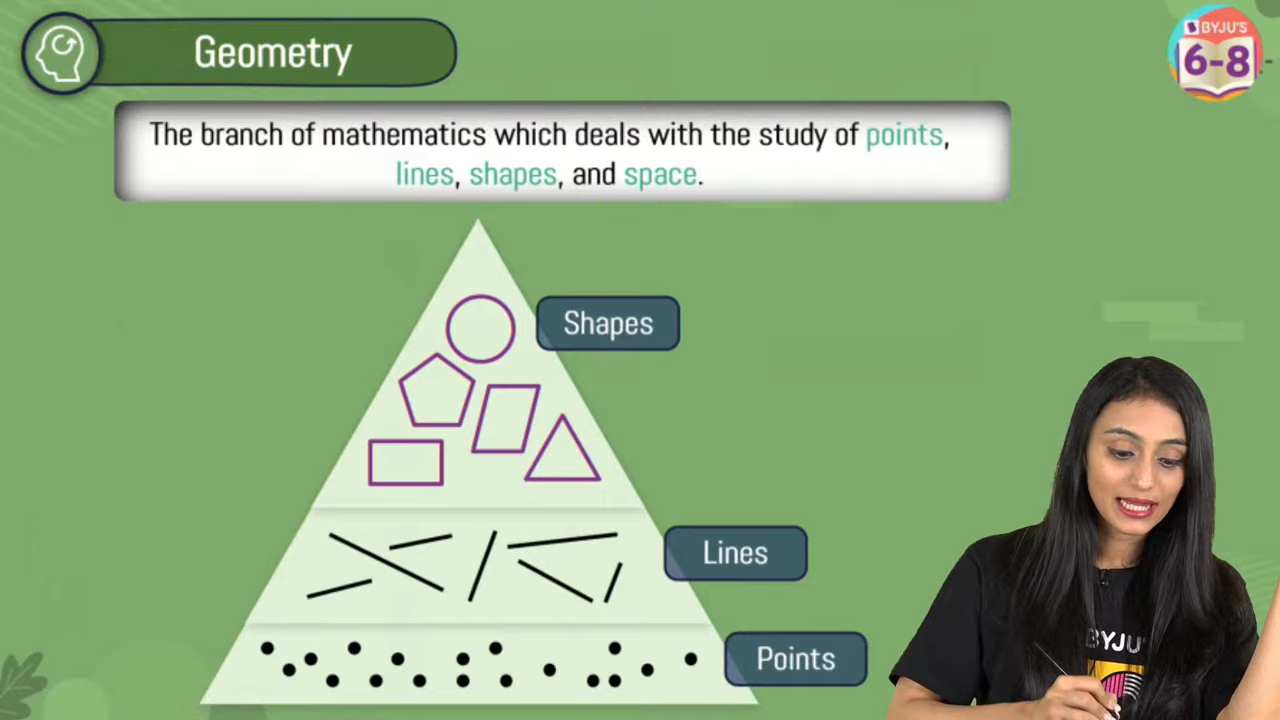 Geometry
BYJU'S
6-8
The branch of mathematics which deals with the study of points,
lines, shapes, and space.
Shapes
Lines
Points
BYJU'